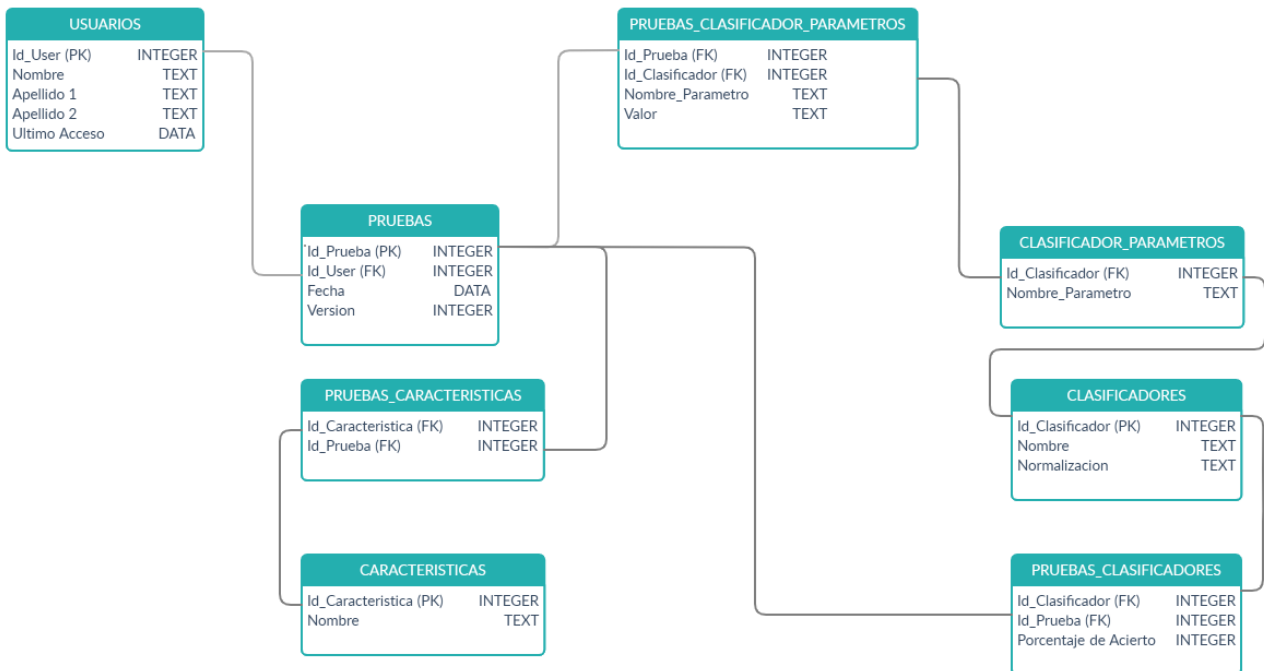 USUARIOS
Id_User (PK) INTEGER
Nombre TEXT
Apellido 1 TEXT
Apellido 2 TEXT
Ultimo Acceso DATA
PRUEBAS_CLASIFICADOR_PARAMETROS
Id_Prueba (FK) INTEGER
Id_Clasificador (FK) INTEGER
Nombre_Parametro TEXT
Valor TEXT
PRUEBAS
Id_Prueba (PK) INTEGER
Id_User (FK) INTEGER
Fecha DATA
Version INTEGER
CLASIFICADOR_PARAMETROS
Id_Clasificador (FK) INTEGER
Nombre_Parametro TEXT
PRUEBAS_CARACTERISTICAS
Id_Caracteristica (FK) INTEGER
Id_Prueba (FK) INTEGER
CLASIFICADORES
Id_Clasificador (PK) INTEGER
Nombre TEXT
Normalizacion TEXT
CARACTERISTICAS
Id_Caracteristica (PK) INTEGER
Nombre TEXT
PRUEBAS_CLASIFICADORES
Id_Clasificador (FK) INTEGER
Id_Prueba (FK) INTEGER
Porcentaje de Acierto INTEGER